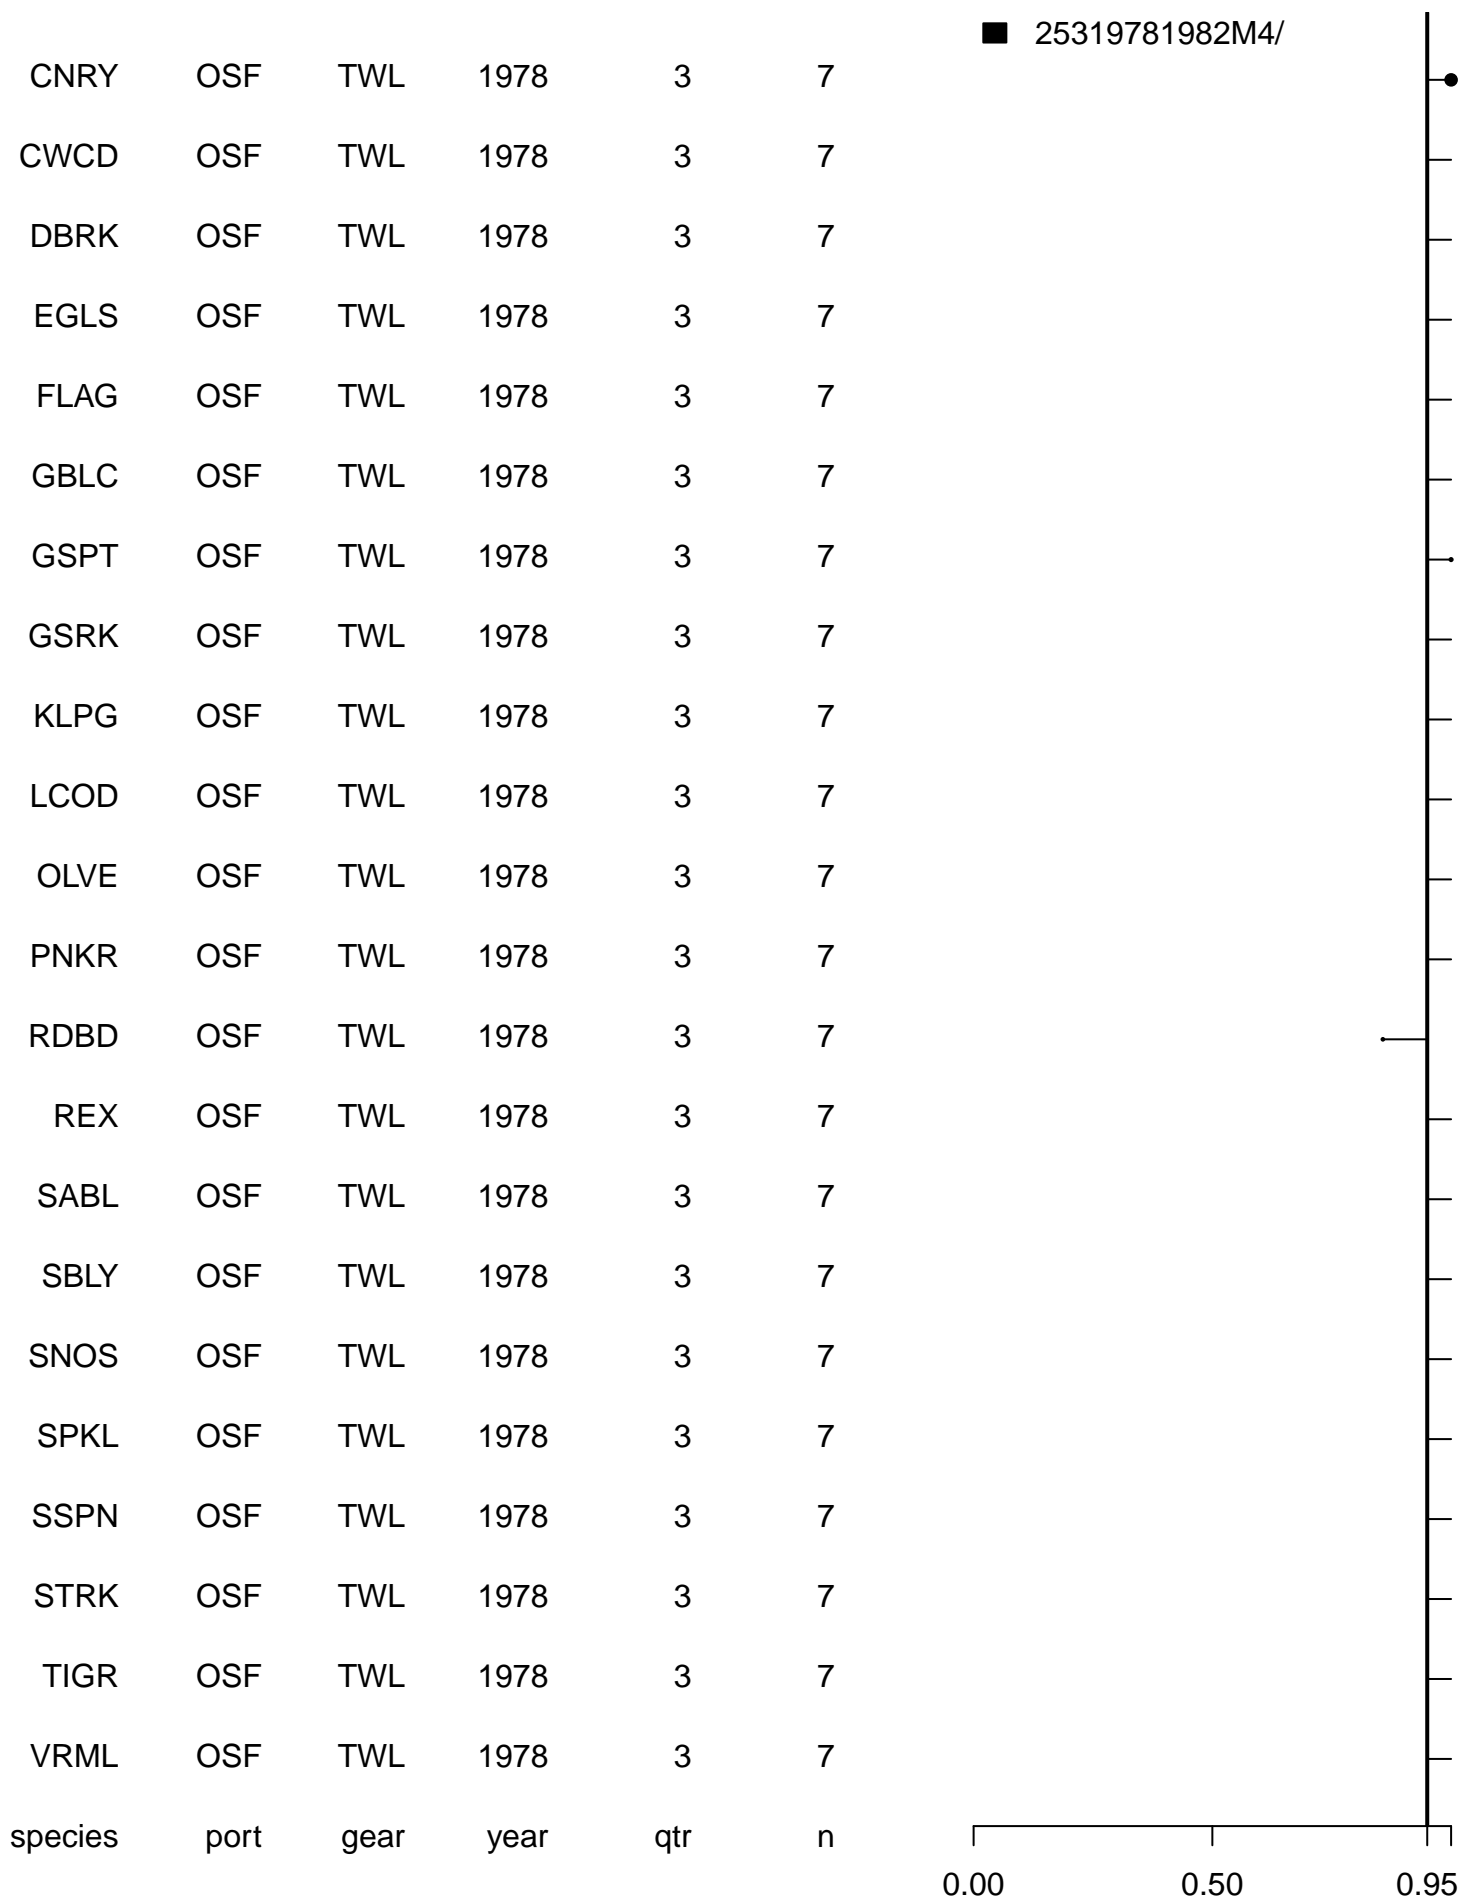 25319781982M4/
CNRY OSF TWL 1978 3 7
CWCD OSF TWL 1978 3 7
DBRK OSF TWL 1978 3 7
EGLS OSF TWL 1978 3 7
FLAG OSF TWL 1978 3 7
GBLC OSF TWL 1978 3 7
GSPT OSF TWL 1978 3 7
GSRK OSF TWL 1978 3 7
KLPG OSF TWL 1978 3 7
LCOD OSF TWL 1978 3 7
OLVE OSF TWL 1978 3 7
PNKR OSF TWL 1978 3 7
RDBD OSF TWL 1978 3 7
REX OSF TWL 1978 3 7
SABL OSF TWL 1978 3 7
SBLY OSF TWL 1978 3 7
SNOS OSF TWL 1978 3 7
SPKL OSF TWL 1978 3 7
SSPN OSF TWL 1978 3 7
STRK OSF TWL 1978 3 7
TIGR OSF TWL 1978 3 7
VRML OSF TWL 1978 3 7
species port gear year qtr n
0.00 0.50 0.95